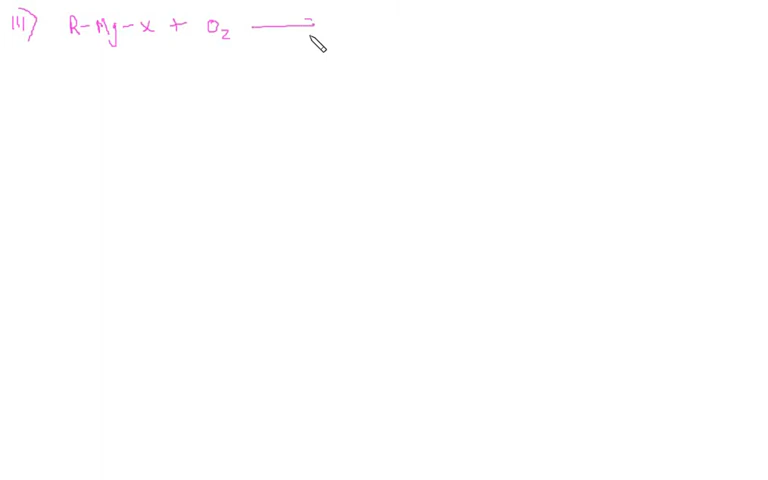 III) R-Mg-X + O₂ →